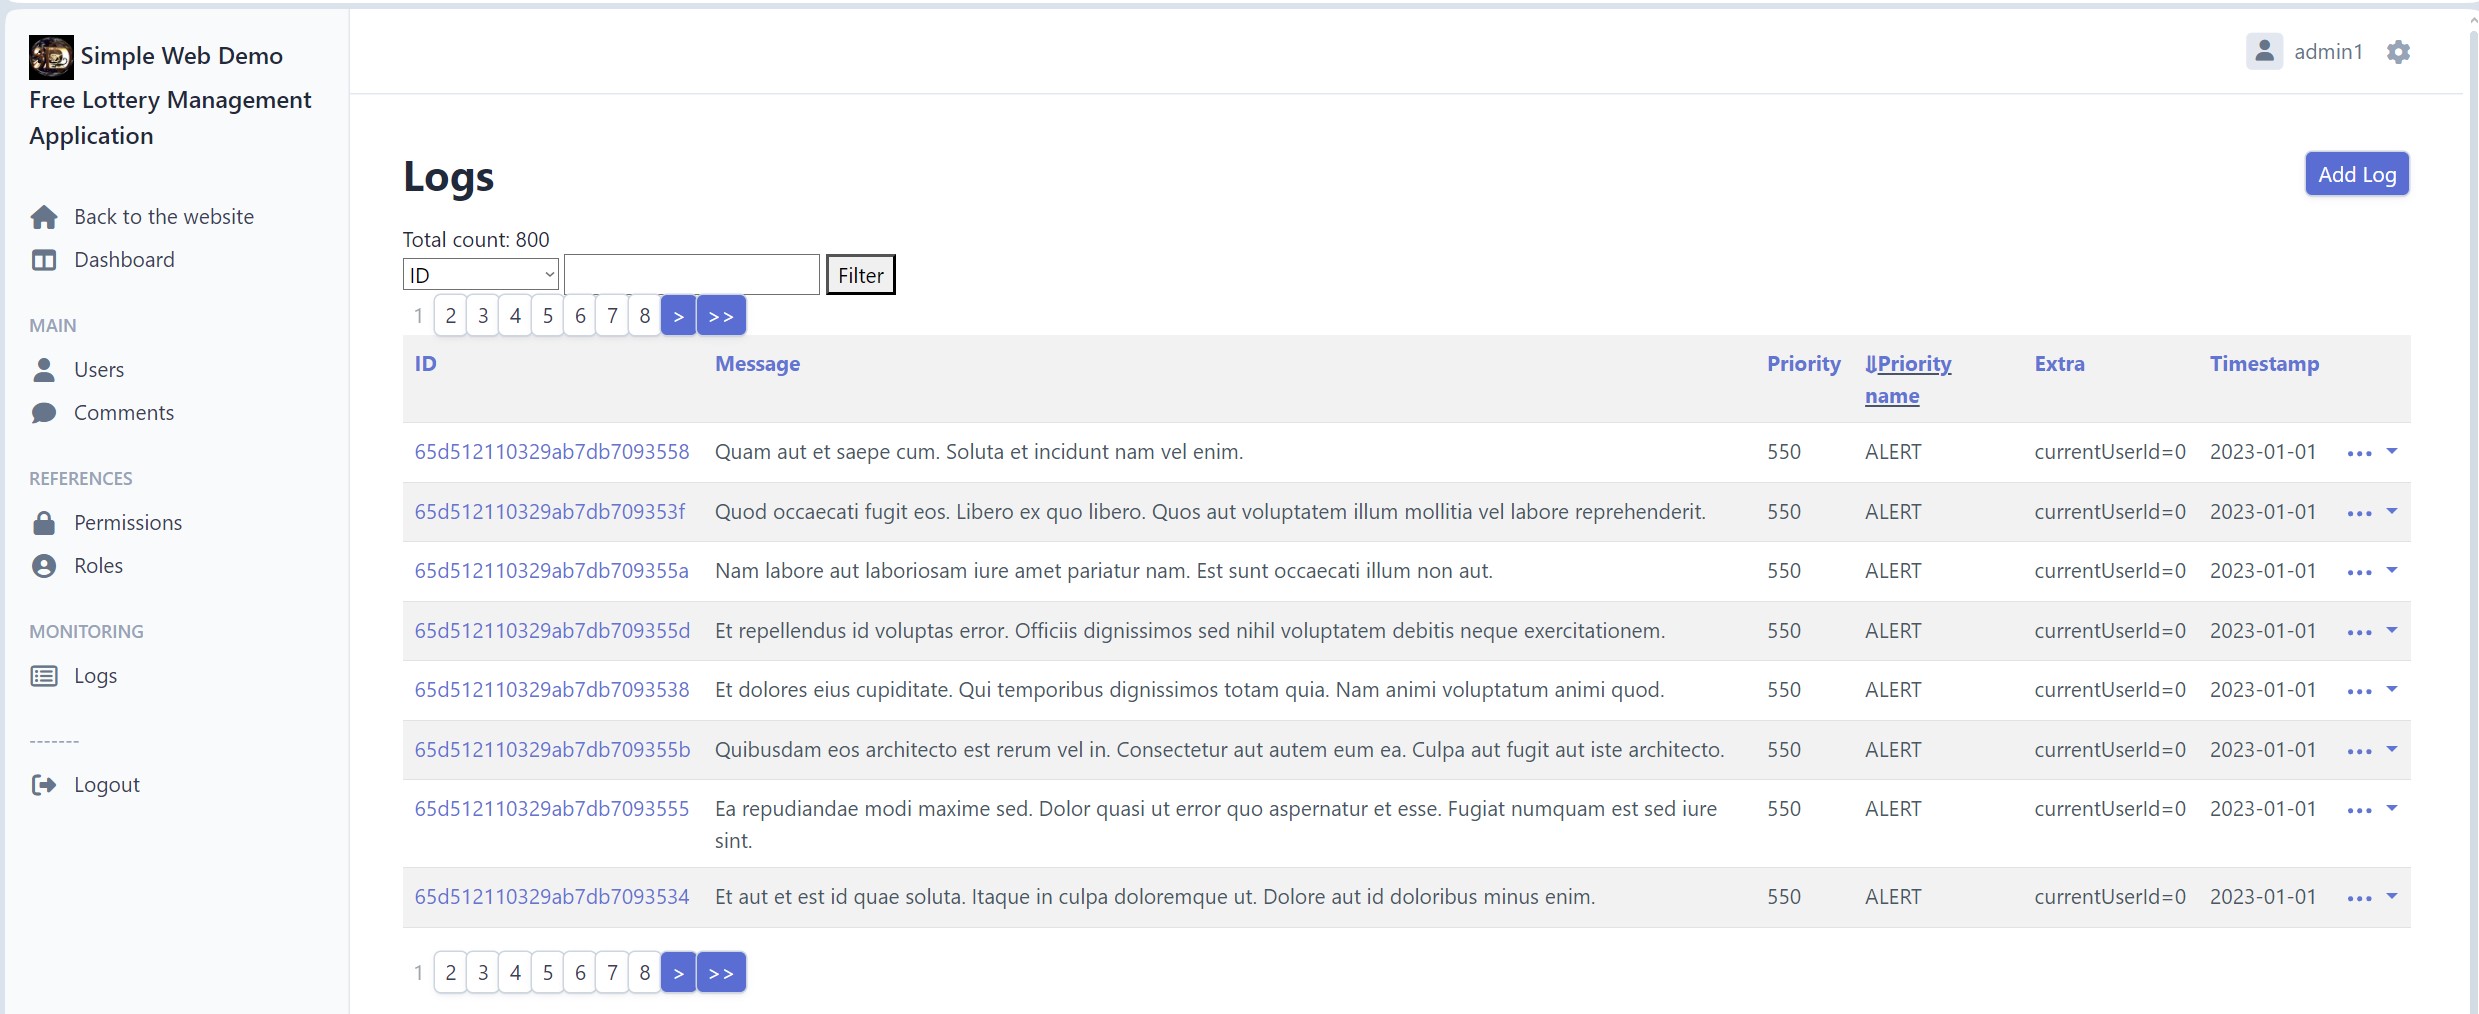 Simple Web Demo
Free Lottery Management
Application
Back to the website
Dashboard
MAIN
Users
Comments
REFERENCES
Permissions
Roles
MONITORING
Logs
-------
Logout
admin1
Logs
Add Log
Total count: 800
ID Filter
1 2 3 4 5 6 7 8 > >>
ID Message Priority ⇓Priority name Extra Timestamp
65d512110329ab7db7093558 Quam aut et saepe cum. Soluta et incidunt nam vel enim. 550 ALERT currentUserId=0 2023-01-01 •••
65d512110329ab7db709353f Quod occaecati fugit eos. Libero ex quo libero. Quos aut voluptatem illum mollitia vel labore reprehenderit. 550 ALERT currentUserId=0 2023-01-01 •••
65d512110329ab7db709355a Nam labore aut laboriosam iure amet pariatur nam. Est sunt occaecati illum non aut. 550 ALERT currentUserId=0 2023-01-01 •••
65d512110329ab7db709355d Et repellendus id voluptas error. Officiis dignissimos sed nihil voluptatem debitis neque exercitationem. 550 ALERT currentUserId=0 2023-01-01 •••
65d512110329ab7db7093538 Et dolores eius cupiditate. Qui temporibus dignissimos totam quia. Nam animi voluptatum animi quod. 550 ALERT currentUserId=0 2023-01-01 •••
65d512110329ab7db709355b Quibusdam eos architecto est rerum vel in. Consectetur aut autem eum ea. Culpa aut fugit aut iste architecto. 550 ALERT currentUserId=0 2023-01-01 •••
65d512110329ab7db7093555 Ea repudiandae modi maxime sed. Dolor quasi ut error quo aspernatur et esse. Fugiat numquam est sed iure 550 ALERT currentUserId=0 2023-01-01 •••
sint.
65d512110329ab7db7093534 Et aut et est id quae soluta. Itaque in culpa doloremque ut. Dolore aut id doloribus minus enim. 550 ALERT currentUserId=0 2023-01-01 •••
1 2 3 4 5 6 7 8 > >>